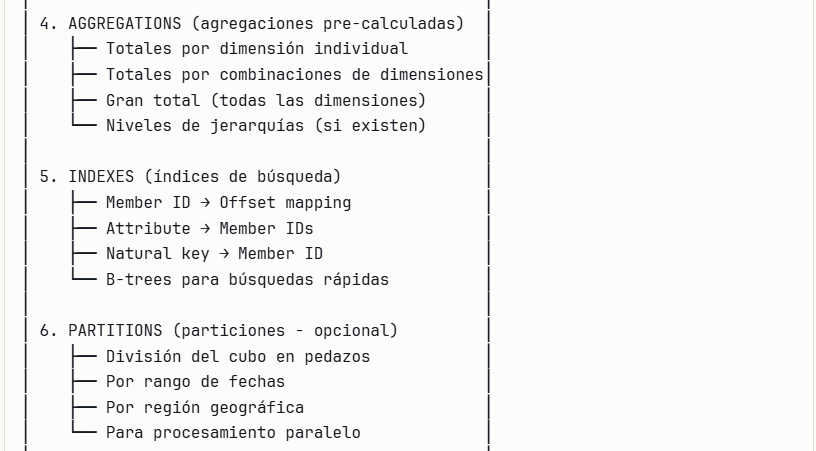 4. AGGREGATIONS (agregaciones pre-calculadas)
├── Totales por dimensión individual
├── Totales por combinaciones de dimensiones
├── Gran total (todas las dimensiones)
└── Niveles de jerarquías (si existen)
5. INDEXES (índices de búsqueda)
├── Member ID → Offset mapping
├── Attribute → Member IDs
├── Natural key → Member ID
└── B-trees para búsquedas rápidas
6. PARTITIONS (particiones - opcional)
├── División del cubo en pedazos
├── Por rango de fechas
├── Por región geográfica
└── Para procesamiento paralelo